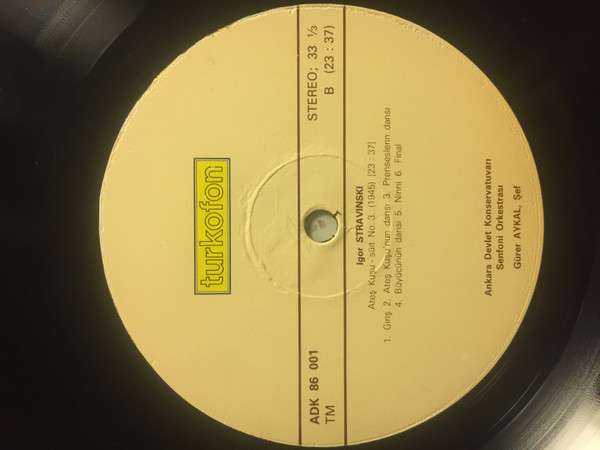 turkofon
ADK 86 001
STEREO; 33 1/3
TM
B (23 : 37)
Igor STRAVINSKI
Ateş Kuşu - süit No. 3. (1945) [23 : 37]
1. Giriş 2. Ateş Kuşu'nun dansı 3. Prenseslerin dansı
4. Büyücünün dansı 5. Ninni 6. Final
Ankara Devlet Konservatuvarı
Senfoni Orkestrası
Gürer AYKAL, Şef